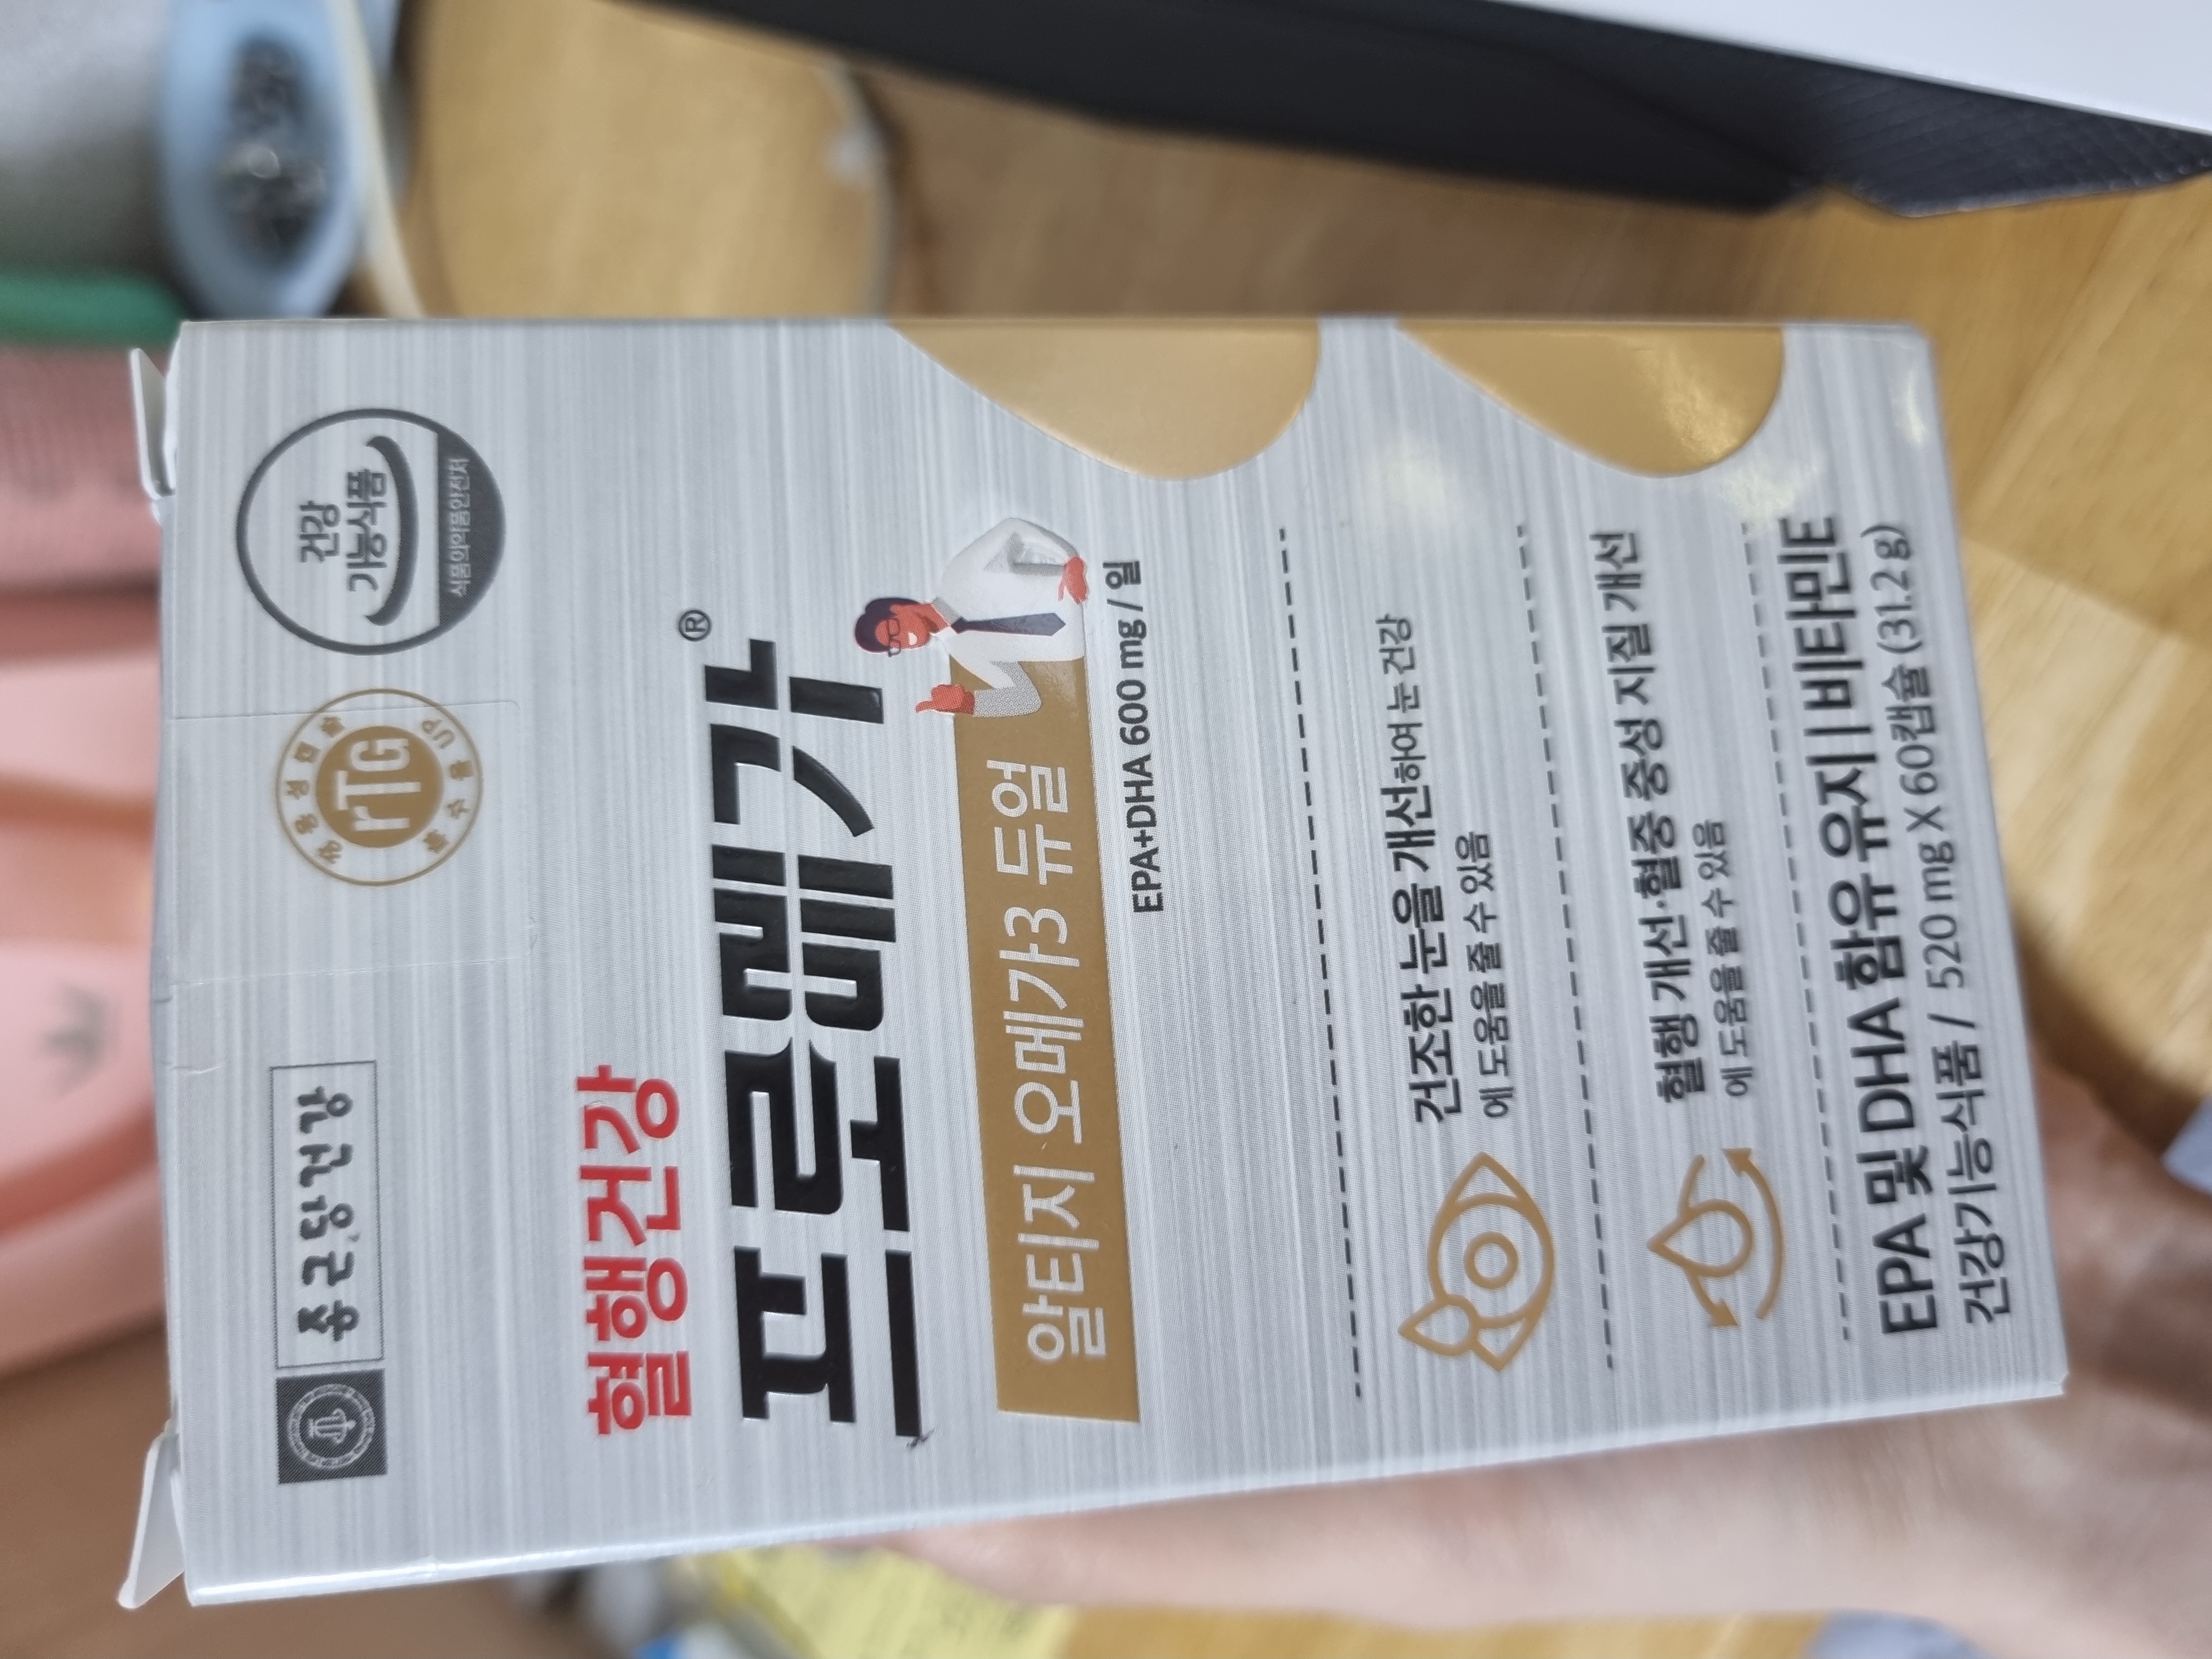 종근당건강
장용성캡슐
rTG
흡수율 UP
건강
기능식품
식품의약품안전처
혈행건강
프로메가®
알티지 오메가3 듀얼
EPA+DHA 600 mg / 일
건조한 눈을 개선하여 눈 건강
에 도움을 줄 수 있음
혈행 개선·혈중 중성 지질 개선
에 도움을 줄 수 있음
EPA 및 DHA 함유 유지 | 비타민E
건강기능식품 / 520 mg X 60캡슐 (31.2 g)